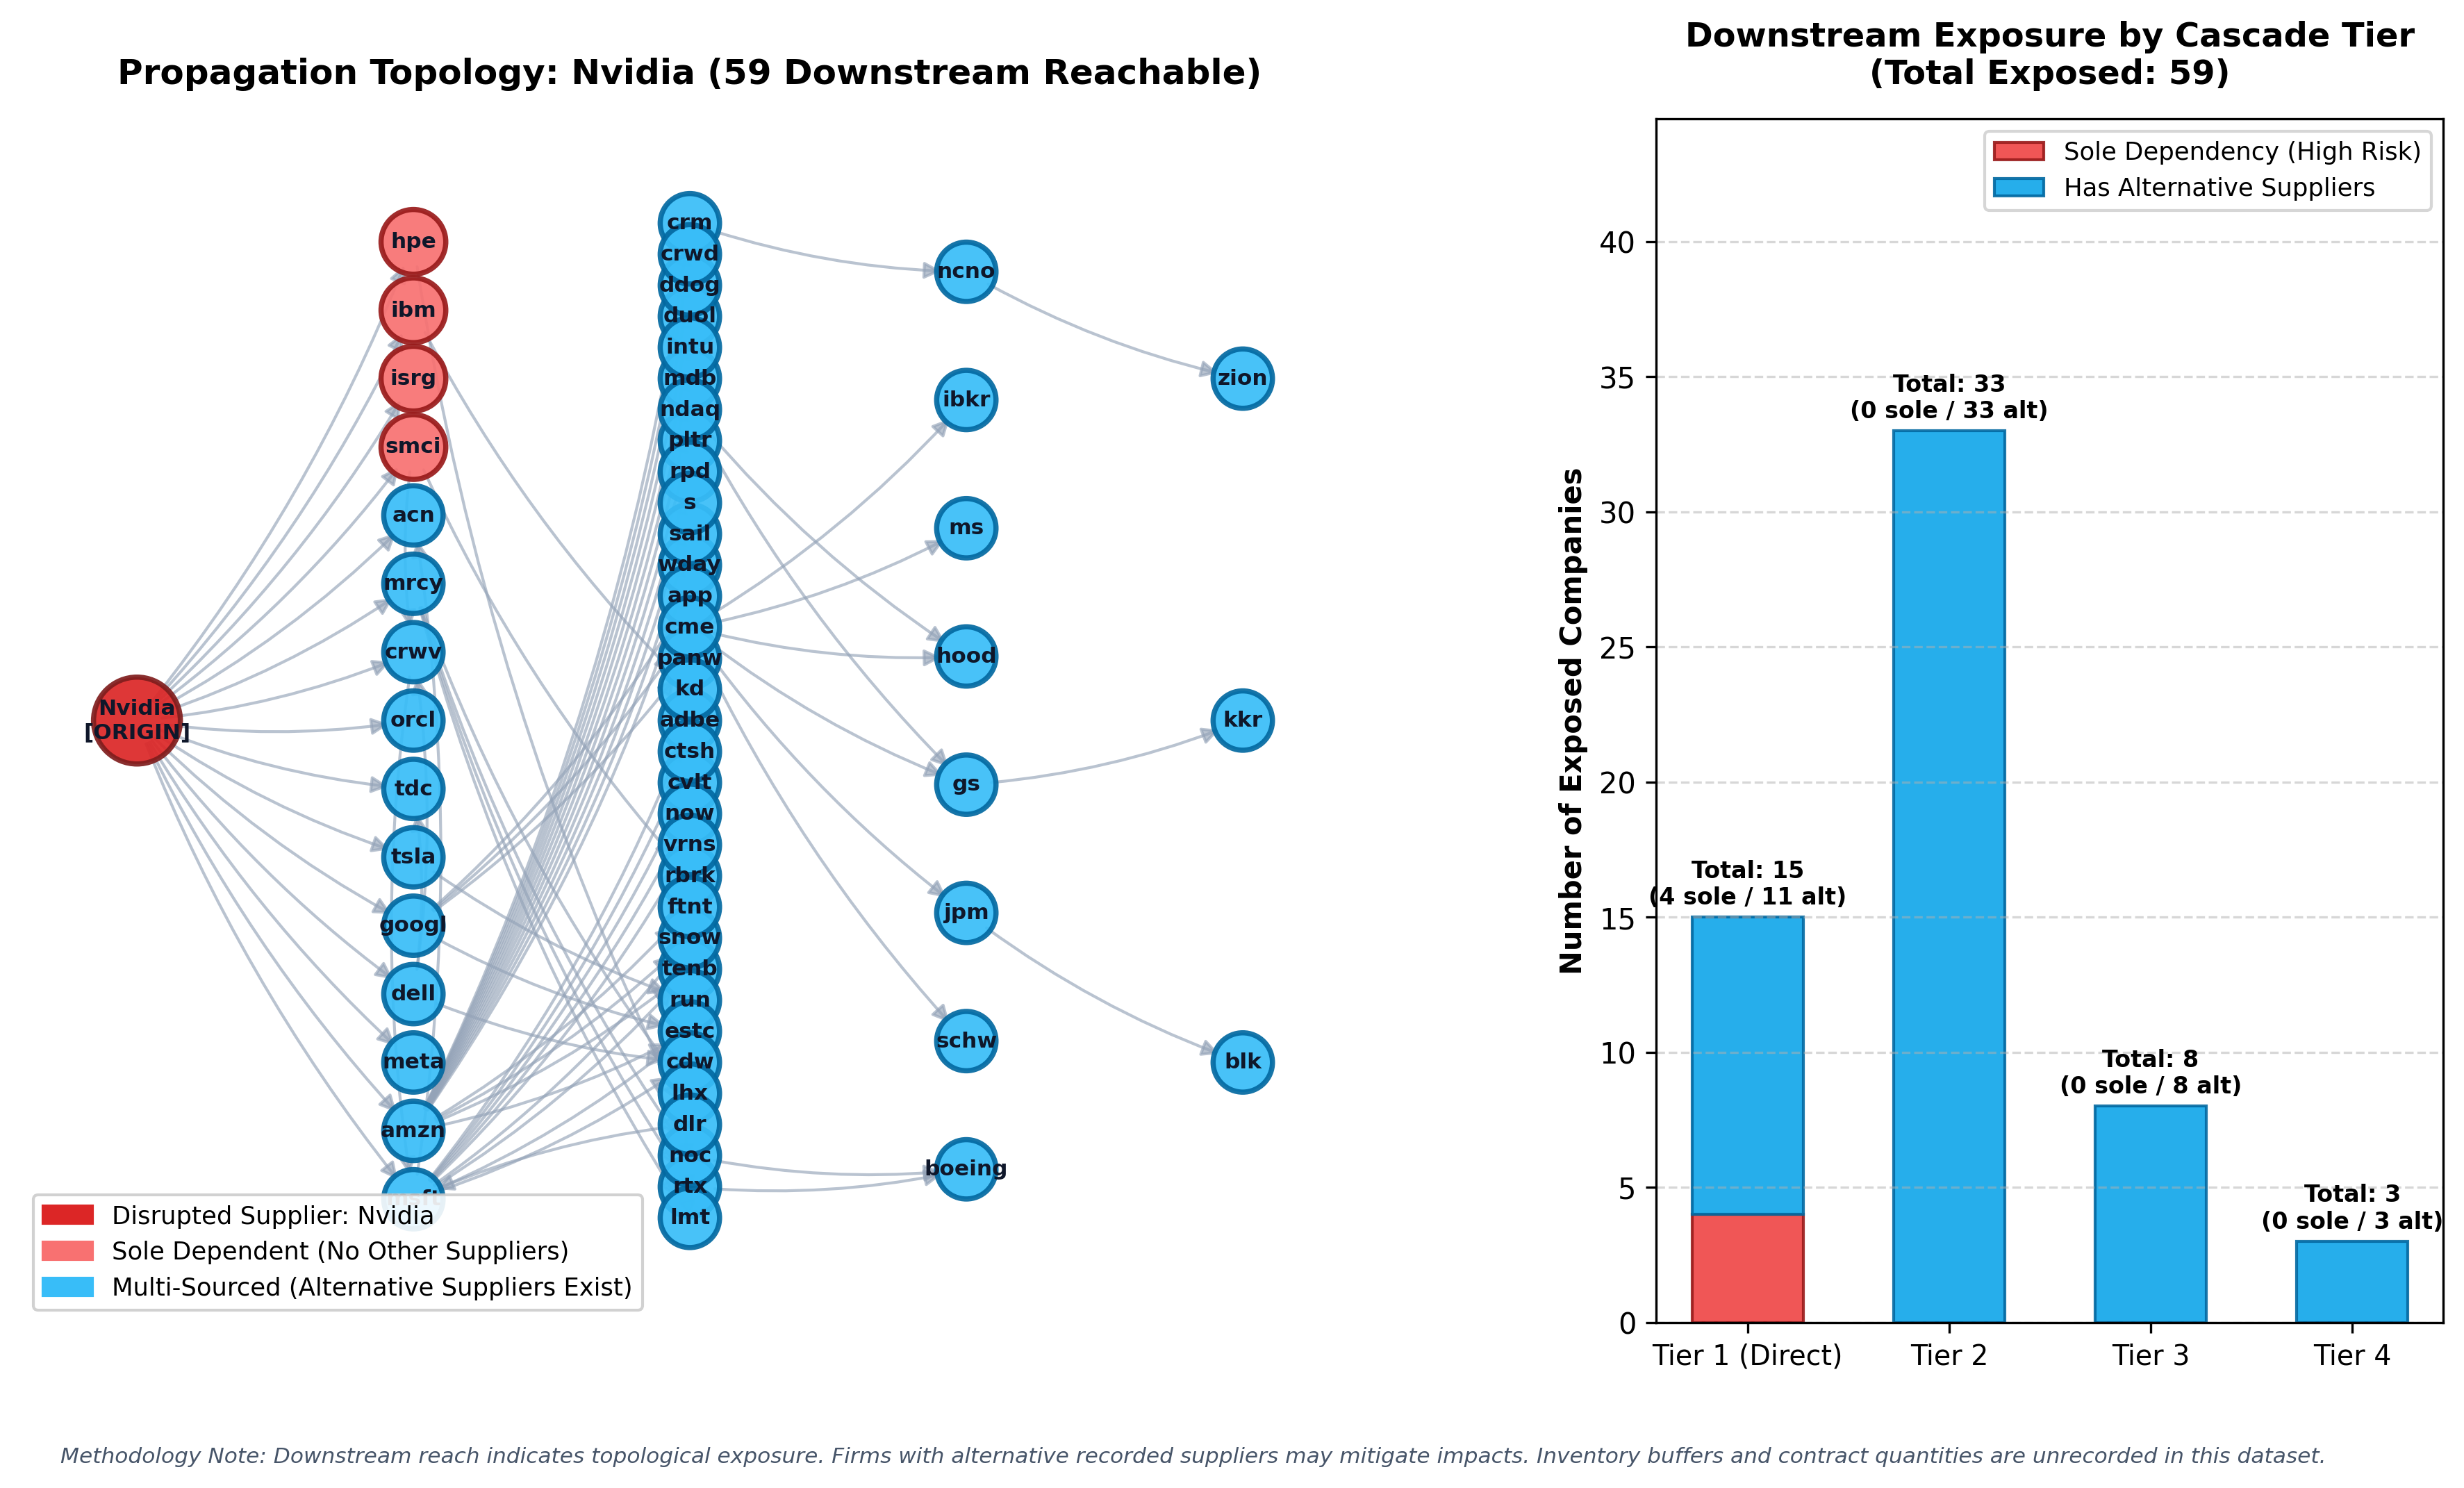 Propagation Topology: Nvidia (59 Downstream Reachable)
Nvidia
[ORIGIN]
hpe
ibm
isrg
smci
acn
mrcy
crwv
orcl
tdc
tsla
googl
dell
meta
amzn
msft
crm
crwd
ddog
duol
intu
mdb
ndaq
pltr
rpd
s
sail
wday
app
cme
panw
kd
adbe
ctsh
cvlt
now
vrns
rbrk
ftnt
snow
tenb
run
estc
cdw
lhx
dlr
noc
rtx
lmt
ncno
ibkr
ms
hood
gs
jpm
schw
boeing
zion
kkr
blk
Disrupted Supplier: Nvidia
Sole Dependent (No Other Suppliers)
Multi-Sourced (Alternative Suppliers Exist)
Downstream Exposure by Cascade Tier
(Total Exposed: 59)
Sole Dependency (High Risk)
Has Alternative Suppliers
Number of Exposed Companies
40
35
30
25
20
15
10
5
0
Total: 15
(4 sole / 11 alt)
Total: 33
(0 sole / 33 alt)
Total: 8
(0 sole / 8 alt)
Total: 3
(0 sole / 3 alt)
Tier 1 (Direct)
Tier 2
Tier 3
Tier 4
Methodology Note: Downstream reach indicates topological exposure. Firms with alternative recorded suppliers may mitigate impacts. Inventory buffers and contract quantities are unrecorded in this dataset.